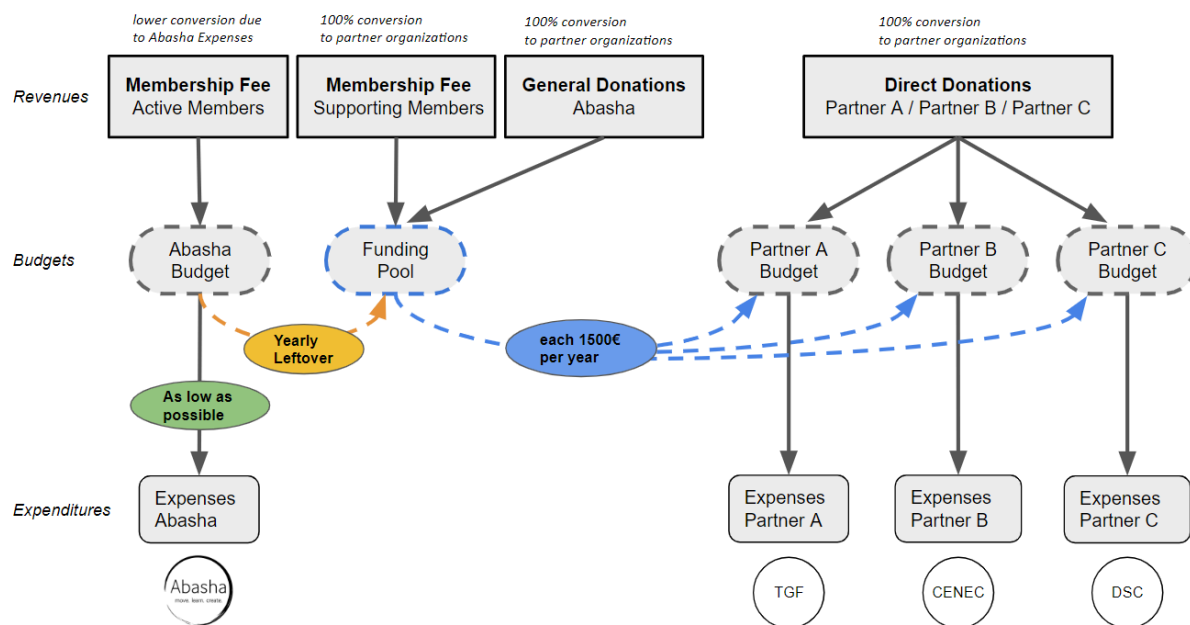 lower conversion due
to Abasha Expenses
100% conversion
to partner organizations
100% conversion
to partner organizations
100% conversion
to partner organizations
Revenues
Membership Fee
Active Members
Membership Fee
Supporting Members
General Donations
Abasha
Direct Donations
Partner A / Partner B / Partner C
Budgets
Abasha
Budget
Funding
Pool
Partner A
Budget
Partner B
Budget
Partner C
Budget
Yearly
Leftover
each 1500€
per year
As low as
possible
Expenditures
Expenses
Abasha
Expenses
Partner A
Expenses
Partner B
Expenses
Partner C
Abasha
move. learn. create.
TGF
CENEC
DSC